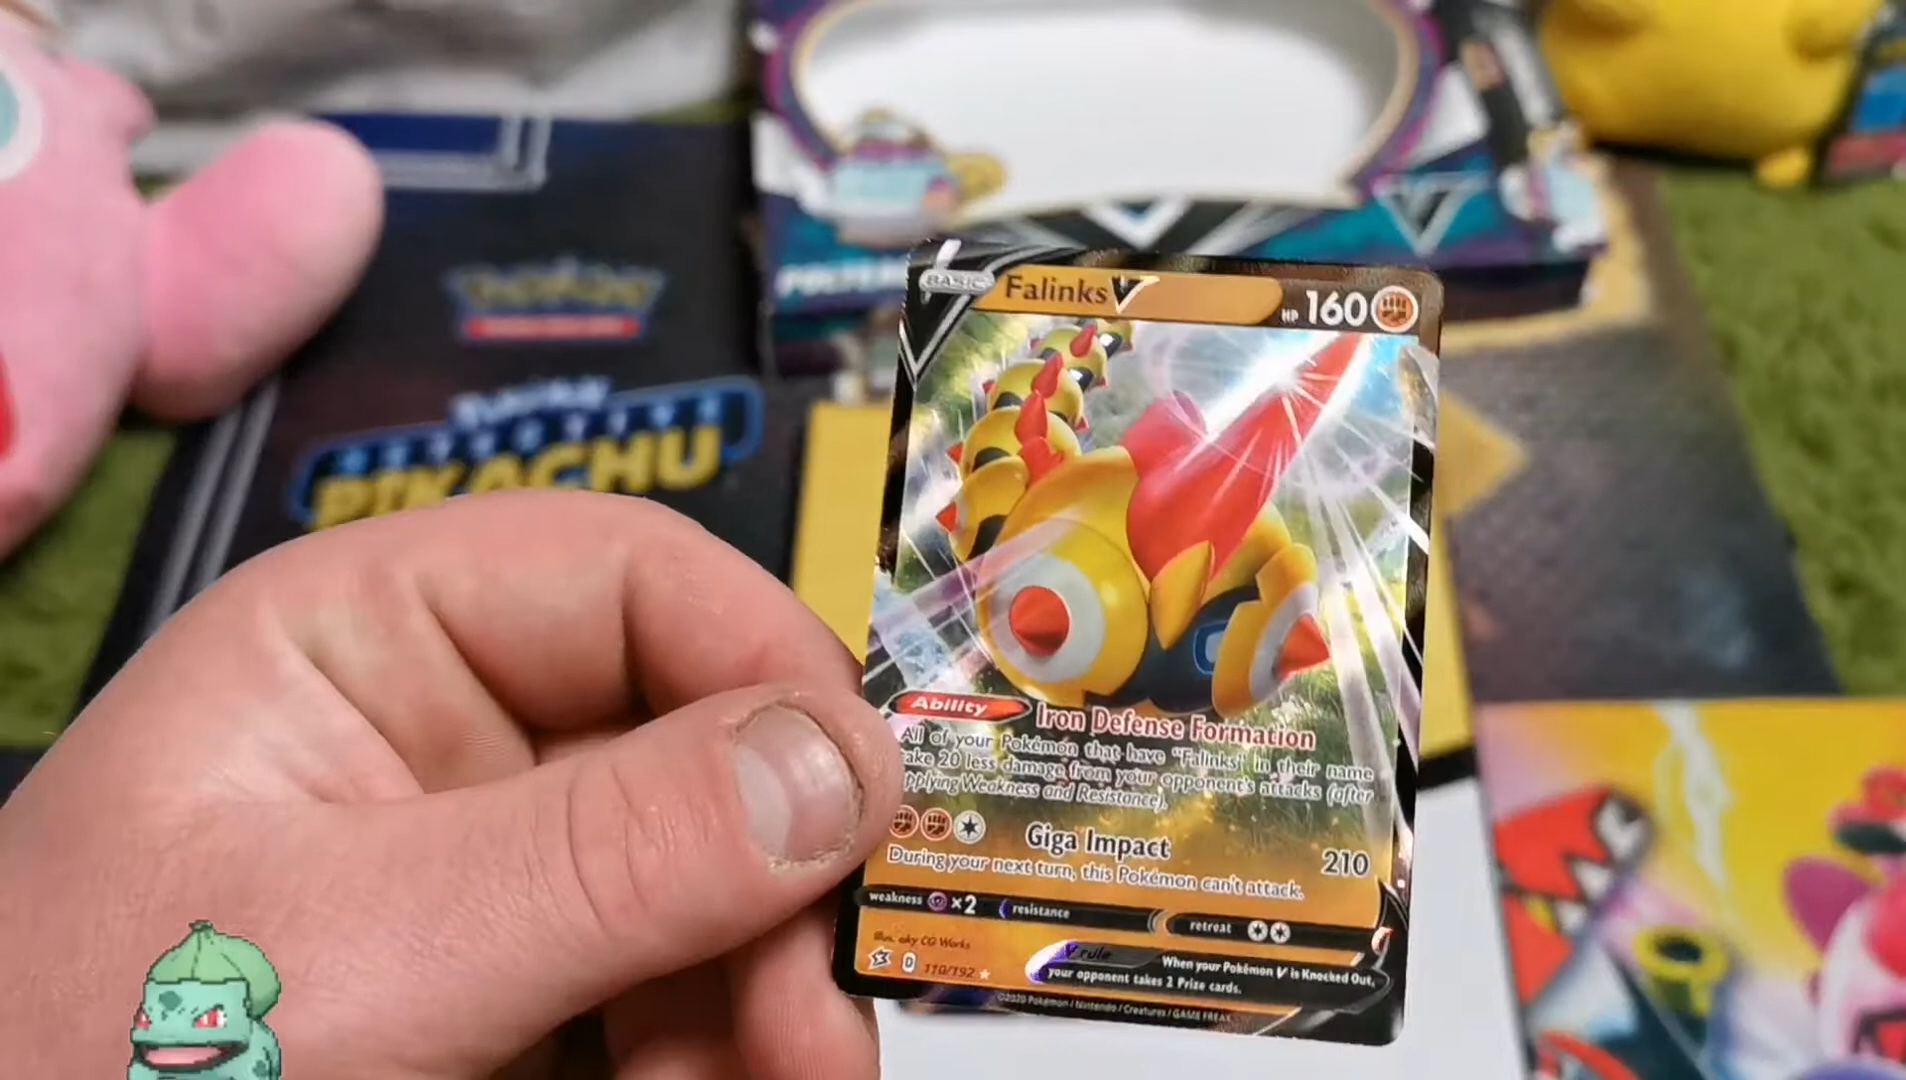 BASIC
Falinks V
HP 160
Ability
Iron Defense Formation
All of your Pokémon that have "Falinks" in their name
take 20 less damage from your opponent's attacks (after
applying Weakness and Resistance).
Giga Impact
210
During your next turn, this Pokémon can't attack.
weakness
×2
resistance
retreat
Illus. aky CG Works
D
110/192
V rule
When your Pokémon V is Knocked Out,
your opponent takes 2 Prize cards.
©2020 Pokémon / Nintendo / Creatures / GAME FREAK
PIKACHU